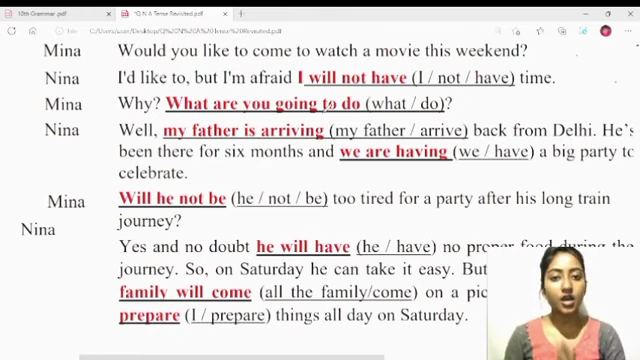 10th Grammar.pdf
*Q N A Tense Revisited.pdf
Mina Would you like to come to watch a movie this weekend?
Nina I'd like to, but I'm afraid I will not have (I / not / have) time.
Mina Why? What are you going to do (what / do)?
Nina Well, my father is arriving (my father / arrive) back from Delhi. He's
been there for six months and we are having (we / have) a big party to
celebrate.
Mina Will he not be (he / not / be) too tired for a party after his long train
journey?
Nina
Yes and no doubt he will have (he / have) no proper food during the
journey. So, on Saturday he can take it easy. But
family will come (all the family/come) on a pic
prepare (I / prepare) things all day on Saturday.